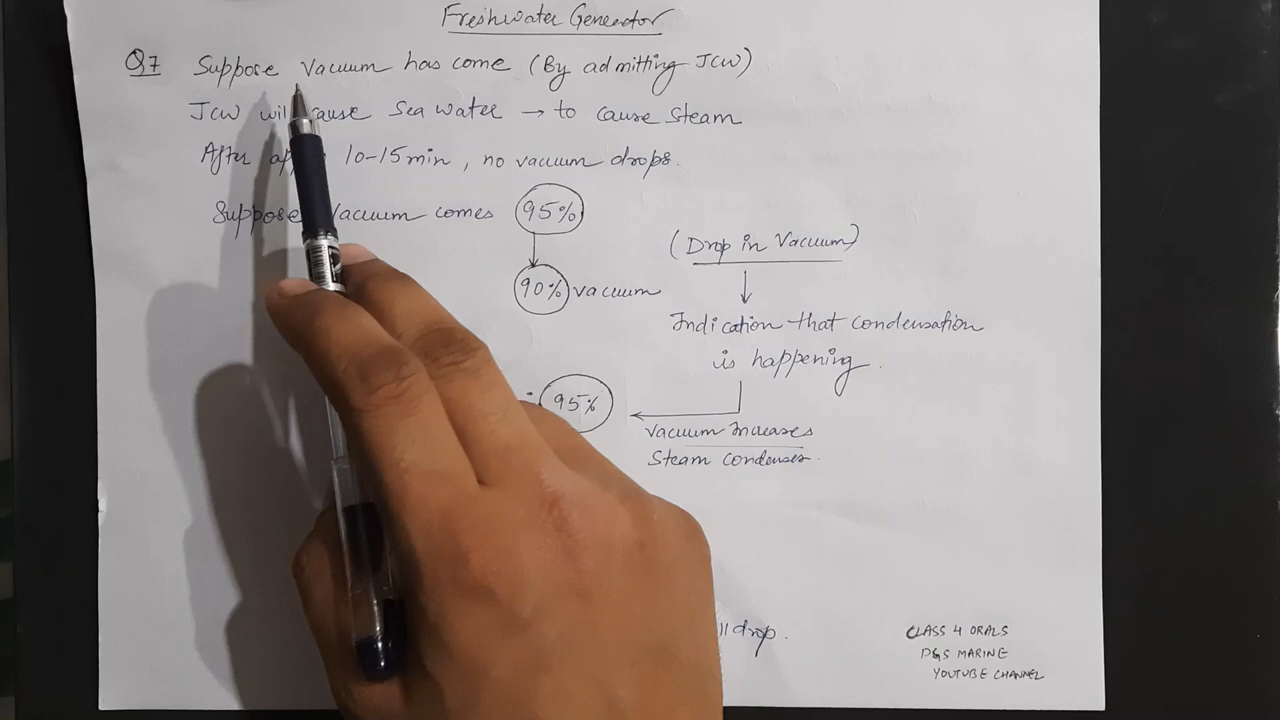 Freshwater Generator
Q7 Suppose Vacuum has come (By admitting JCW)
JCW will cause Sea water → to cause Steam
After 10-15 min, no vacuum drops.
Suppose Vacuum comes 95%
(Drop in Vacuum)
90% vacuum
Indication that condensation
is happening.
95%
Vacuum Increases
Steam Condenses.
drop.
CLASS 4 ORALS
DGS MARINE
YOUTUBE CHANNEL